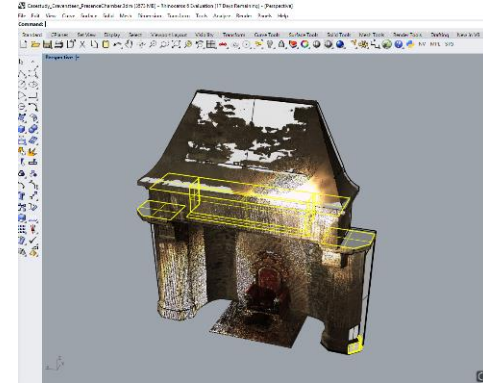 Casestudy_Craeanstezen_PresenceChamber.3dm (3873 MB) - Rhinoceros 6 Evaluation (17 Days Remaining) - [Perspective]
File Edit View Curve Surface Solid Mesh Dimension Transform Tools Analyze Render Panels Help
Command:
Standard CPlanes Set View Display Select Viewport Layout Visibility Transform Curve Tools Surface Tools Solid Tools Mesh Tools Render Tools Drafting New in V6
Perspective